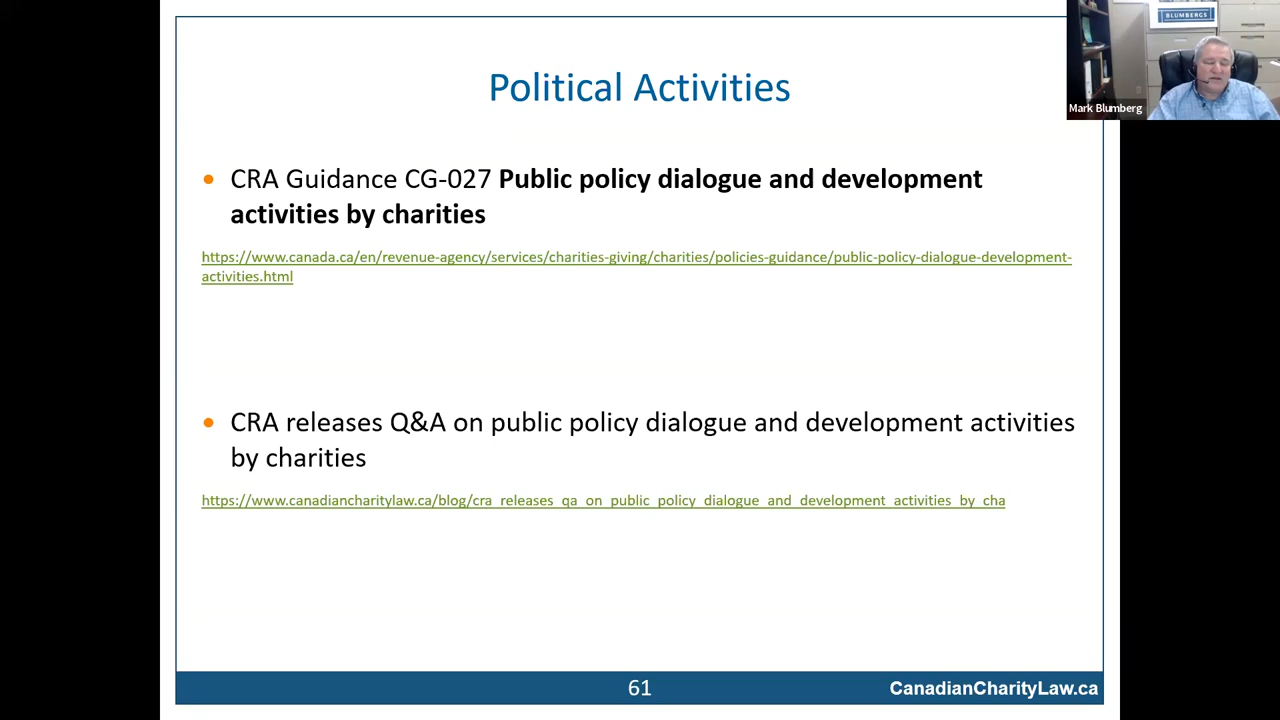 BLUMBERGS
Mark Blumberg
Political Activities
• CRA Guidance CG-027 Public policy dialogue and development
activities by charities
https://www.canada.ca/en/revenue-agency/services/charities-giving/charities/policies-guidance/public-policy-dialogue-development-
activities.html
• CRA releases Q&A on public policy dialogue and development activities
by charities
https://www.canadiancharitylaw.ca/blog/cra_releases_qa_on_public_policy_dialogue_and_development_activities_by_cha
61
CanadianCharityLaw.ca